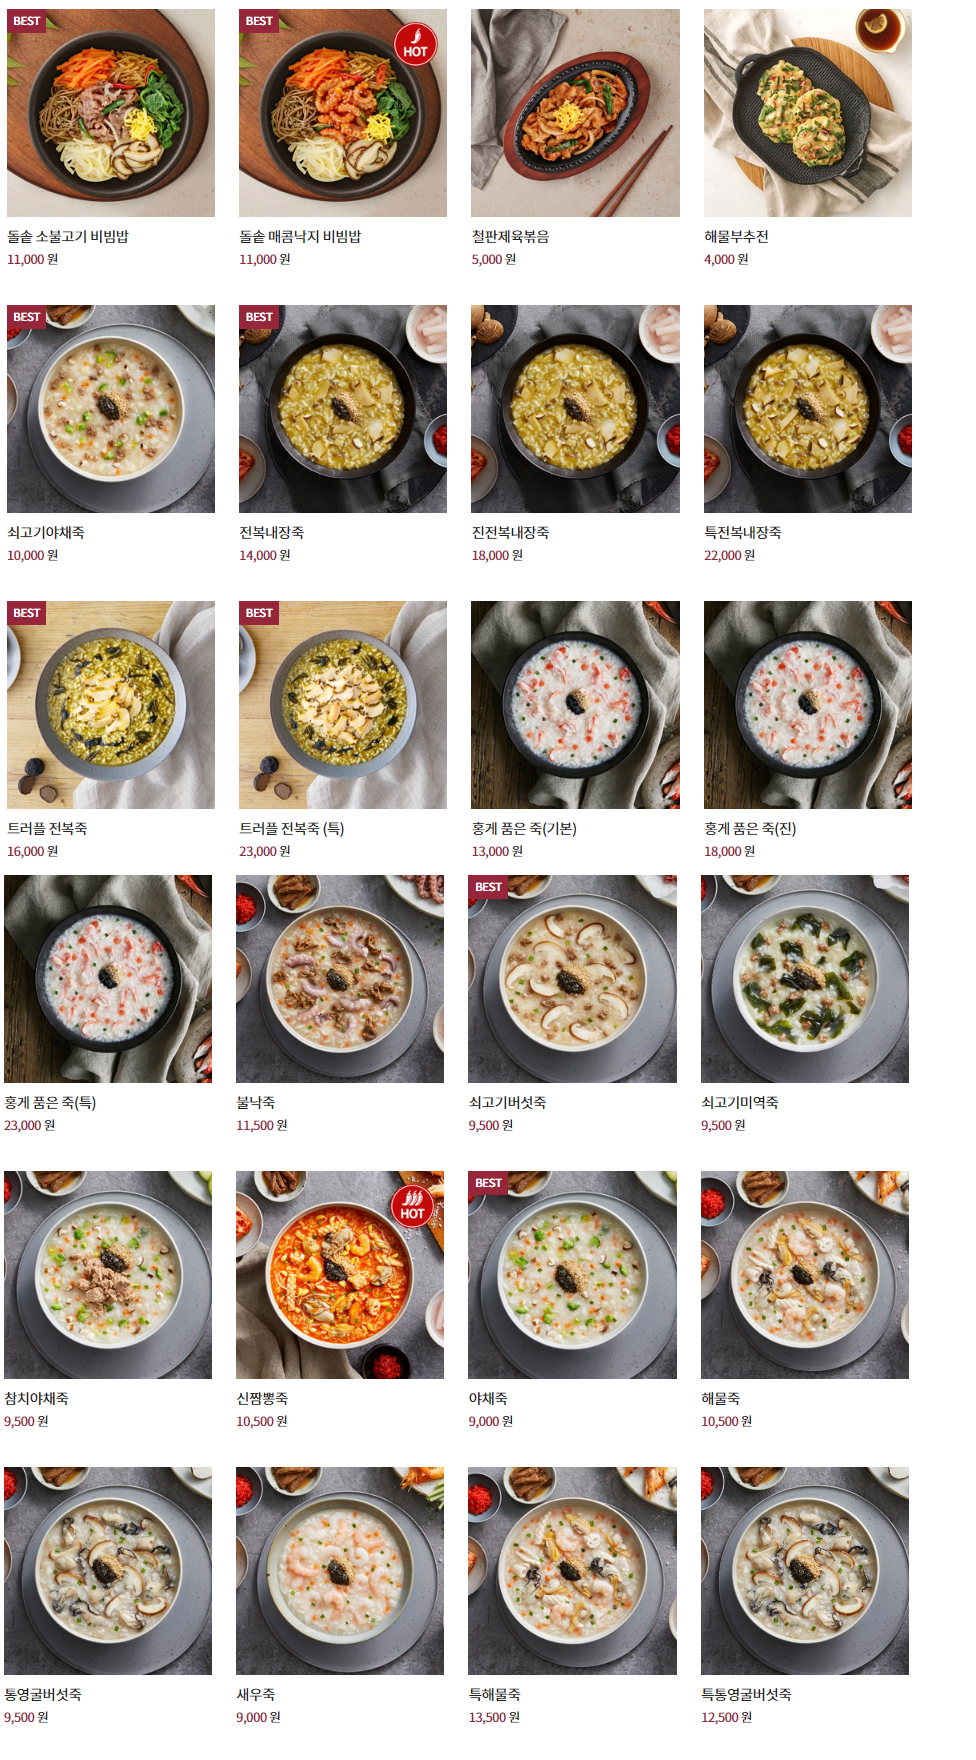 BEST
돌솥 소불고기 비빔밥
11,000 원
BEST
HOT
돌솥 매콤낙지 비빔밥
11,000 원
철판제육볶음
5,000 원
해물부추전
4,000 원
BEST
쇠고기야채죽
10,000 원
BEST
전복내장죽
14,000 원
진전복내장죽
18,000 원
특전복내장죽
22,000 원
BEST
트러플 전복죽
16,000 원
BEST
트러플 전복죽 (특)
23,000 원
홍게 품은 죽(기본)
13,000 원
홍게 품은 죽(진)
18,000 원
홍게 품은 죽(특)
23,000 원
불낙죽
11,500 원
BEST
쇠고기버섯죽
9,500 원
쇠고기미역죽
9,500 원
참치야채죽
9,500 원
HOT
신짬뽕죽
10,500 원
BEST
야채죽
9,000 원
해물죽
10,500 원
통영굴버섯죽
9,500 원
새우죽
9,000 원
특해물죽
13,500 원
특통영굴버섯죽
12,500 원